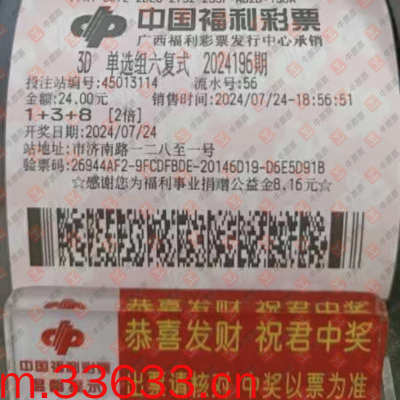 中国福利彩票
广西福利彩票发行中心承销
3D 单选组六复式 2024196期
投注站编号:45013114 流水号:56
金额:24.00元 销售时间:2024/07/24-18:56:51
1+3+8 [2倍]
开奖日期:2024/07/24
站地址:市济南路一二八至一号
验票码:26944AF2-9FCDFBDE-20146D19-D6E5D91B
☆感谢您为福利事业捐赠公益金8.16元☆
恭喜发财 祝君中奖
恭喜发财 祝君中奖
中国福利彩票
出票请核对 中奖以票为准
m.33633.cn